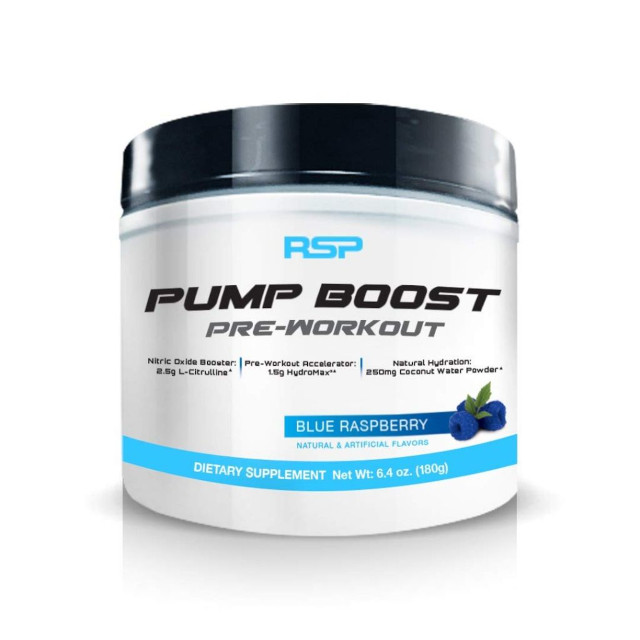 RSP
PUMP BOOST
PRE-WORKOUT
Nitric Oxide Booster: Pre-Workout Accelerator: Natural Hydration:
2.5g L-Citrulline* 1.5g HydroMax** 250mg Coconut Water Powder*
BLUE RASPBERRY
NATURAL & ARTIFICIAL FLAVORS
DIETARY SUPPLEMENT Net Wt: 6.4 oz. (180g)